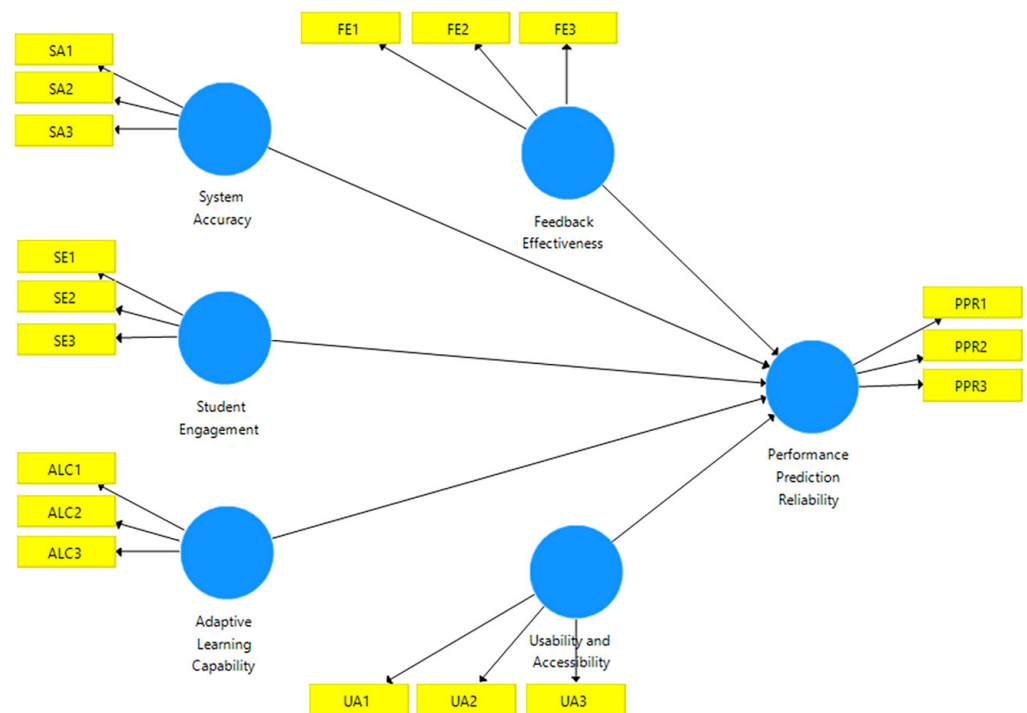 FE1
FE2
FE3
SA1
SA2
SA3
System
Accuracy
Feedback
Effectiveness
SE1
SE2
SE3
Student
Engagement
PPR1
PPR2
PPR3
Performance
Prediction
Reliability
ALC1
ALC2
ALC3
Adaptive
Learning
Capability
Usability and
Accessibility
UA1
UA2
UA3